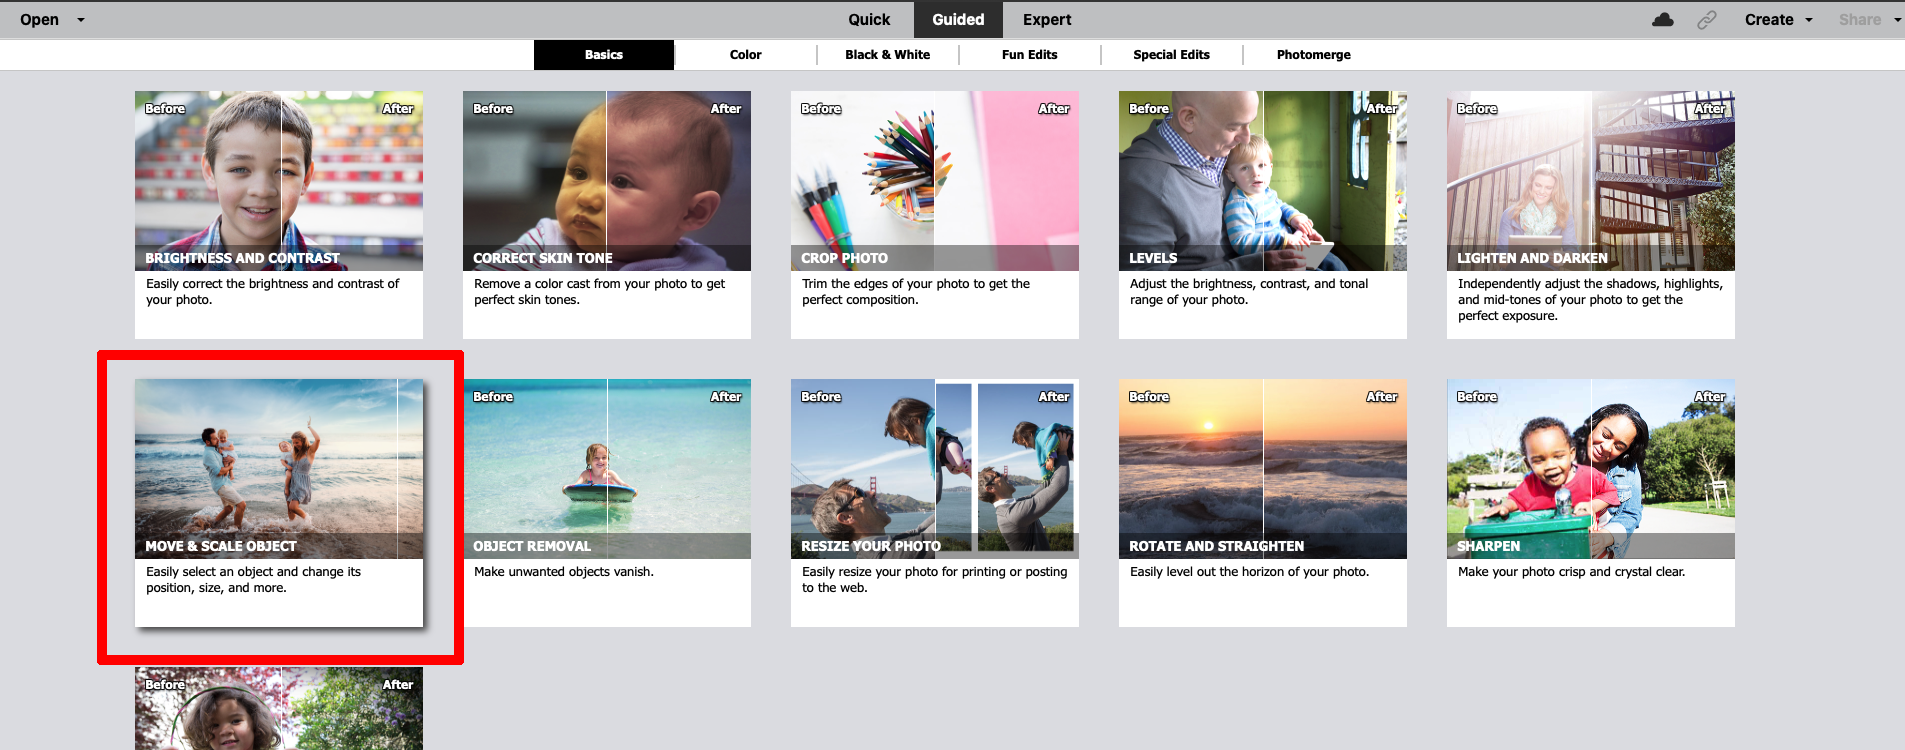 Open
Quick
Guided
Expert
Create
Share
Basics
Color
Black & White
Fun Edits
Special Edits
Photomerge
Before
After
BRIGHTNESS AND CONTRAST
Easily correct the brightness and contrast of
your photo.
Before
After
CORRECT SKIN TONE
Remove a color cast from your photo to get
perfect skin tones.
Before
After
CROP PHOTO
Trim the edges of your photo to get the
perfect composition.
Before
After
LEVELS
Adjust the brightness, contrast, and tonal
range of your photo.
Before
After
LIGHTEN AND DARKEN
Independently adjust the shadows, highlights,
and mid-tones of your photo to get the
perfect exposure.
MOVE & SCALE OBJECT
Easily select an object and change its
position, size, and more.
Before
After
OBJECT REMOVAL
Make unwanted objects vanish.
Before
After
RESIZE YOUR PHOTO
Easily resize your photo for printing or posting
to the web.
Before
After
ROTATE AND STRAIGHTEN
Easily level out the horizon of your photo.
Before
After
SHARPEN
Make your photo crisp and crystal clear.
Before
After